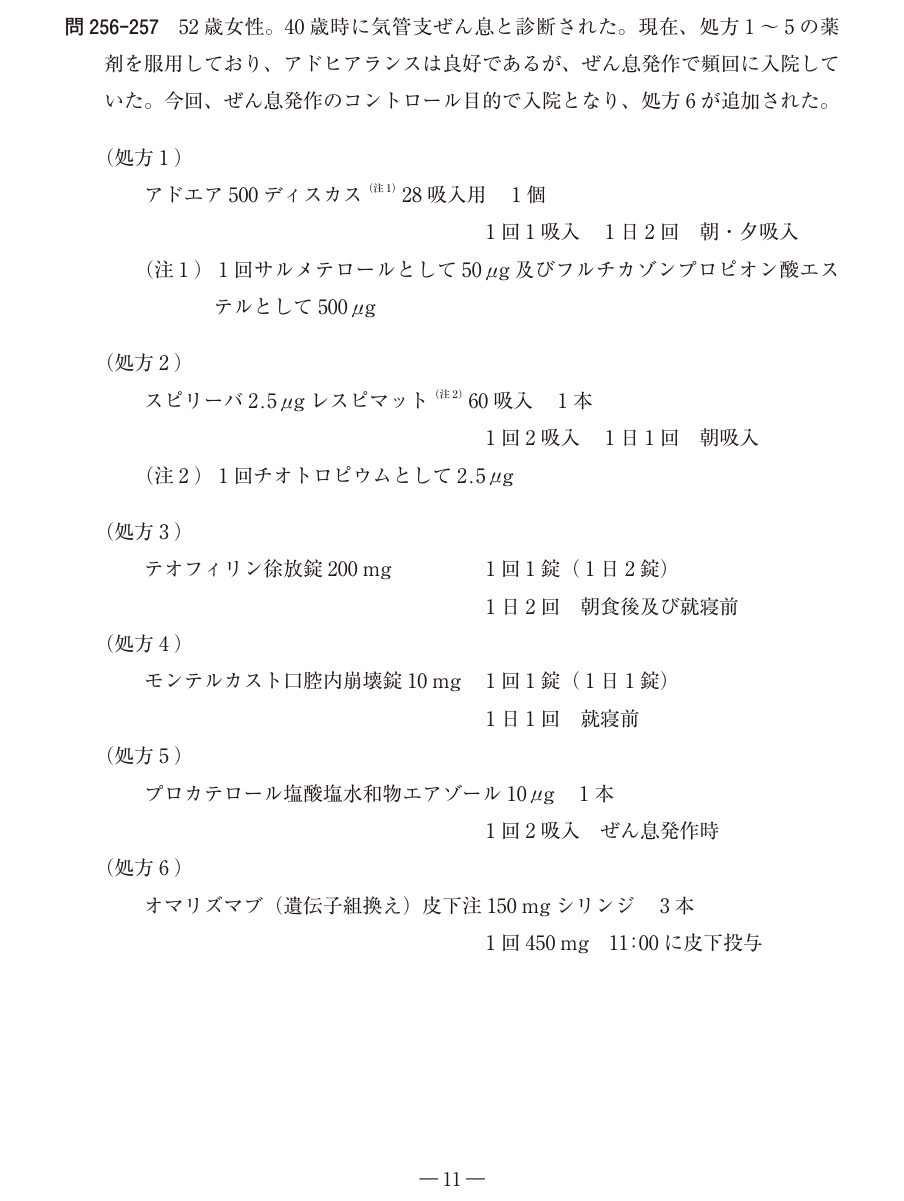 問 256-257　52 歳女性。40 歳時に気管支ぜん息と診断された。現在、処方 1 ～ 5 の薬
剤を服用しており、アドヒアランスは良好であるが、ぜん息発作で頻回に入院して
いた。今回、ぜん息発作のコントロール目的で入院となり、処方 6 が追加された。
（処方 1 ）
アドエア 500 ディスカス（注1） 28 吸入用　1 個
1 回 1 吸入　1 日 2 回　朝・夕吸入
（注 1 ）1 回サルメテロールとして 50 μg 及びフルチカゾンプロピオン酸エス
テルとして 500 μg
（処方 2 ）
スピリーバ 2.5 μg レスピマット（注2） 60 吸入　1 本
1 回 2 吸入　1 日 1 回　朝吸入
（注 2 ）1 回チオトロピウムとして 2.5 μg
（処方 3 ）
テオフィリン徐放錠 200 mg　1 回 1 錠（ 1 日 2 錠）
1 日 2 回　朝食後及び就寝前
（処方 4 ）
モンテルカスト口腔内崩壊錠 10 mg　1 回 1 錠（ 1 日 1 錠）
1 日 1 回　就寝前
（処方 5 ）
プロカテロール塩酸塩水和物エアゾール 10 μg　1 本
1 回 2 吸入　ぜん息発作時
（処方 6 ）
オマリズマブ（遺伝子組換え）皮下注 150 mg シリンジ　3 本
1 回 450 mg　11:00 に皮下投与
― 11 ―